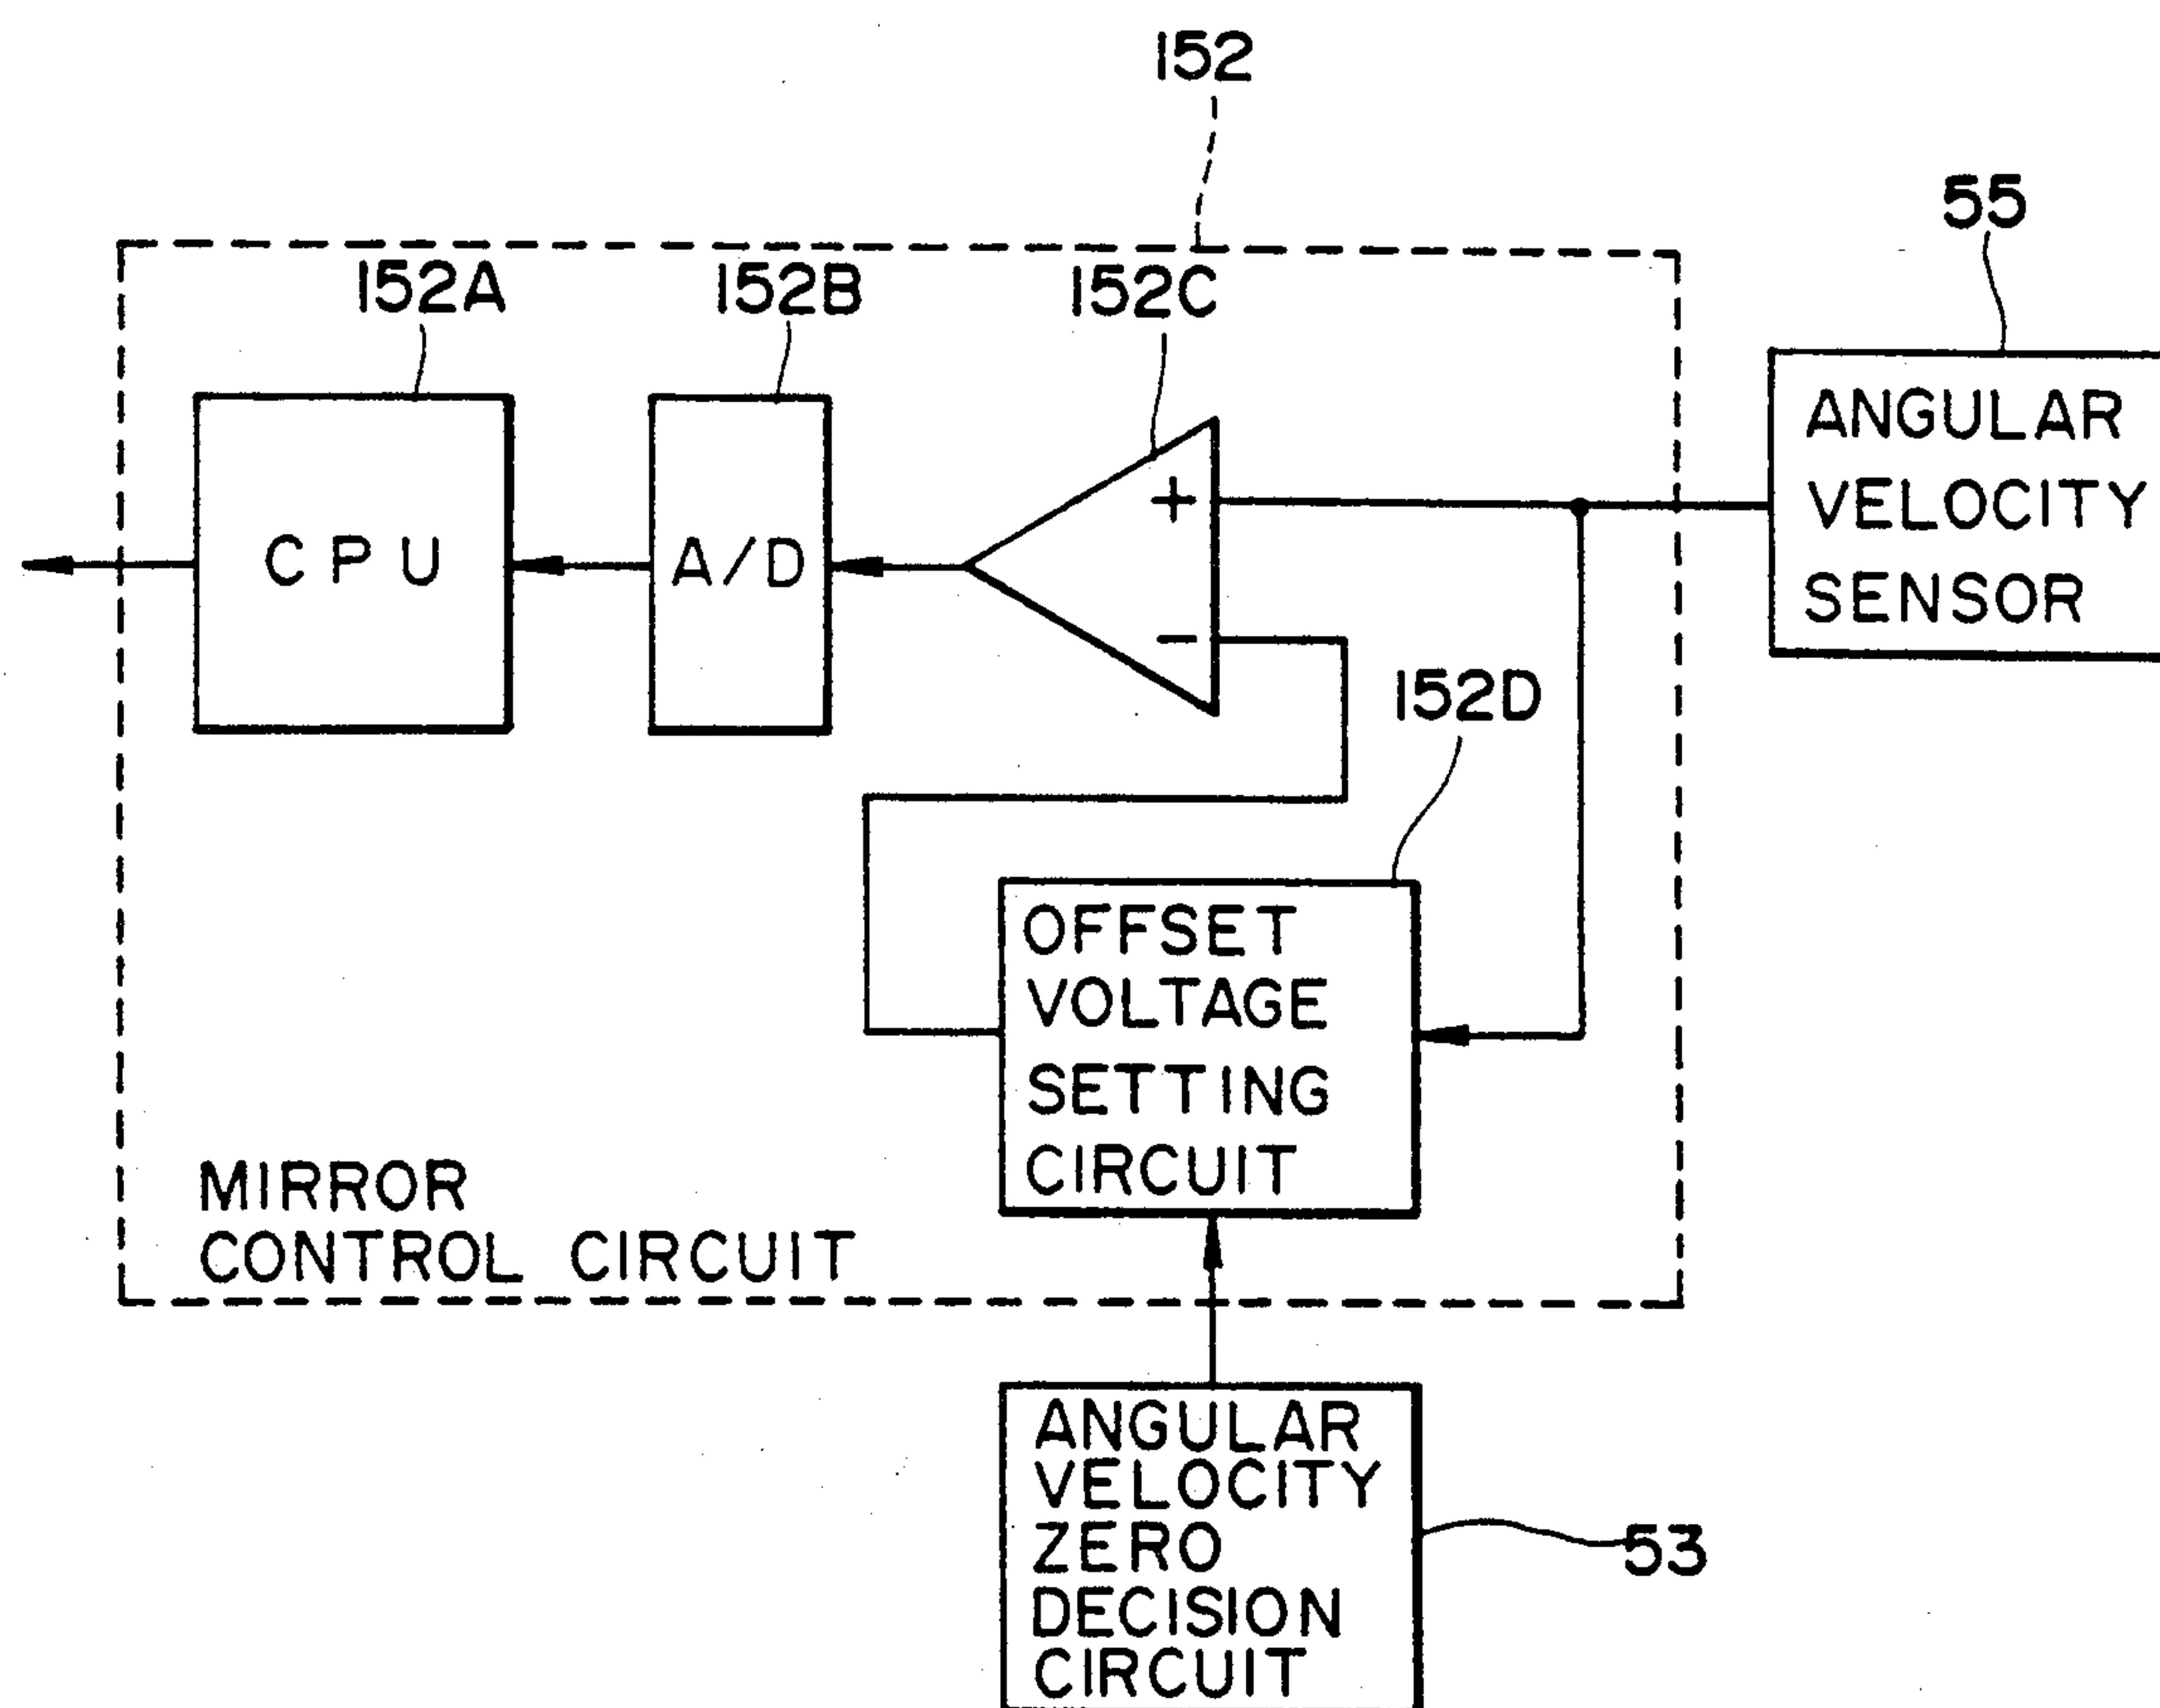 152
55
152A
152B
152C
ANGULAR
VELOCITY
SENSOR
+
CPU
A/D
−
152D
OFFSET
VOLTAGE
SETTING
CIRCUIT
MIRROR
CONTROL CIRCUIT
ANGULAR
VELOCITY
ZERO
DECISION
CIRCUIT
53